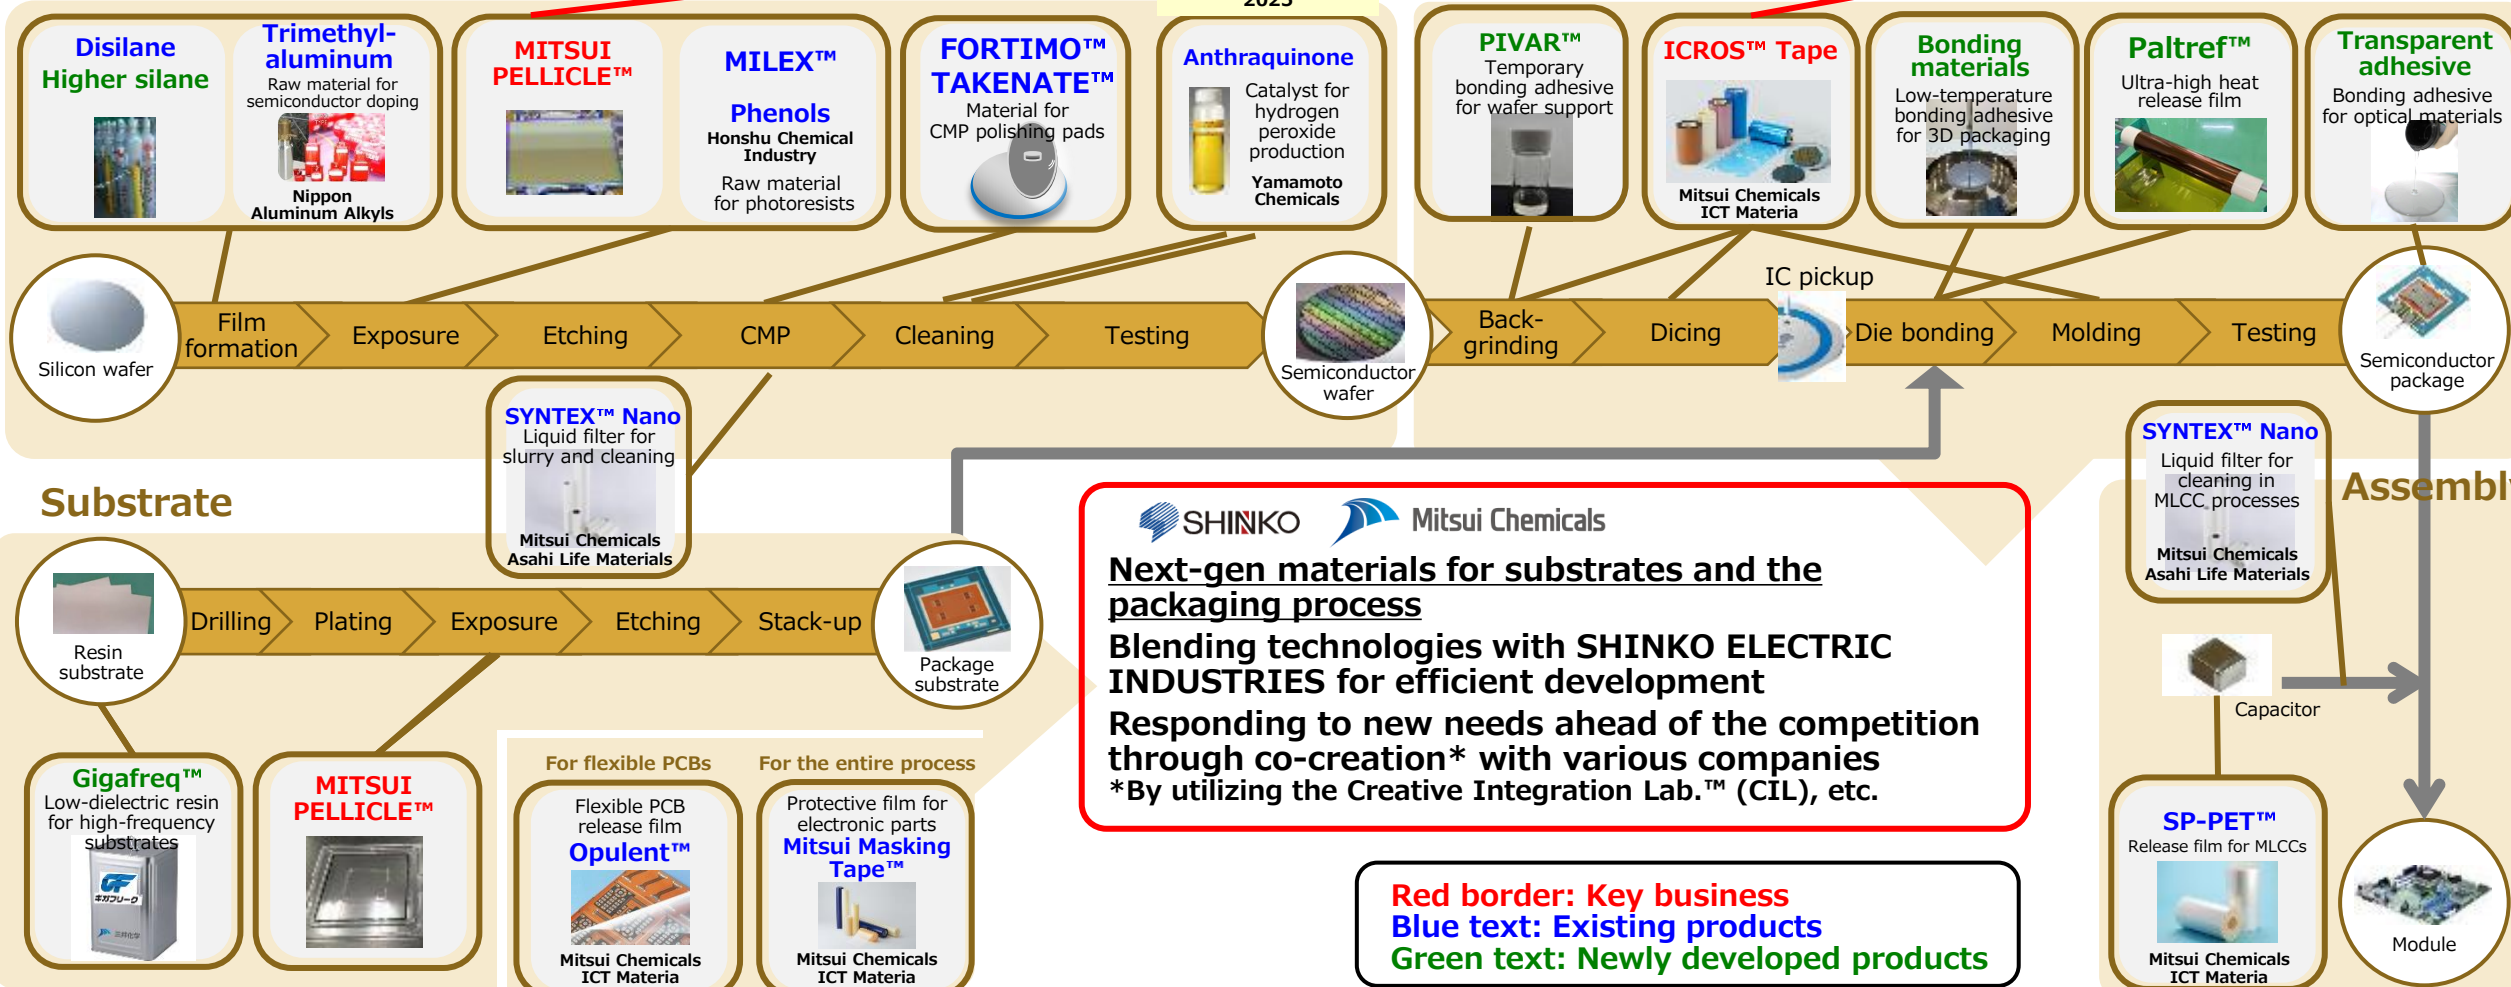 2025
Disilane
Higher silane
Trimethyl-
aluminum
Raw material for
semiconductor doping
Nippon
Aluminum Alkyls
MITSUI
PELLICLE™
MILEX™
Phenols
Honshu Chemical
Industry
Raw material
for photoresists
FORTIMO™
TAKENATE™
Material for
CMP polishing pads
Anthraquinone
Catalyst for
hydrogen
peroxide
production
Yamamoto
Chemicals
PIVAR™
Temporary
bonding adhesive
for wafer support
ICROS™ Tape
Mitsui Chemicals
ICT Materia
Bonding
materials
Low-temperature
bonding adhesive
for 3D packaging
Paltref™
Ultra-high heat
release film
Transparent
adhesive
Bonding adhesive
for optical materials
Silicon wafer
Film
formation
Exposure
Etching
CMP
Cleaning
Testing
Semiconductor
wafer
Back-
grinding
Dicing
IC pickup
Die bonding
Molding
Testing
Semiconductor
package
SYNTEX™ Nano
Liquid filter for
slurry and cleaning
Mitsui Chemicals
Asahi Life Materials
Substrate
Resin
substrate
Drilling
Plating
Exposure
Etching
Stack-up
Package
substrate
Gigafreq™
Low-dielectric resin
for high-frequency
substrates
GF
ギガフリーク
三井化学
MITSUI
PELLICLE™
For flexible PCBs
Flexible PCB
release film
Opulent™
Mitsui Chemicals
ICT Materia
For the entire process
Protective film for
electronic parts
Mitsui Masking
Tape™
Mitsui Chemicals
ICT Materia
SHINKO
Mitsui Chemicals
Next-gen materials for substrates and the
packaging process
Blending technologies with SHINKO ELECTRIC
INDUSTRIES for efficient development
Responding to new needs ahead of the competition
through co-creation* with various companies
*By utilizing the Creative Integration Lab.™ (CIL), etc.
Red border: Key business
Blue text: Existing products
Green text: Newly developed products
Assembly
SYNTEX™ Nano
Liquid filter for
cleaning in
MLCC processes
Mitsui Chemicals
Asahi Life Materials
Capacitor
SP-PET™
Release film for MLCCs
Mitsui Chemicals
ICT Materia
Module